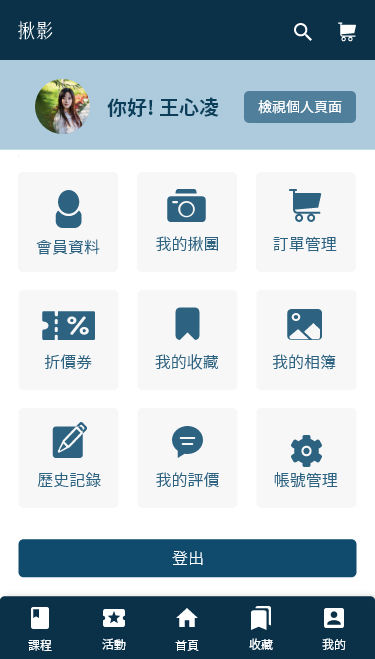 揪影
你好! 王心凌
檢視個人頁面
會員資料
我的揪團
訂單管理
折價券
我的收藏
我的相簿
歷史記錄
我的評價
帳號管理
登出
課程
活動
首頁
收藏
我的